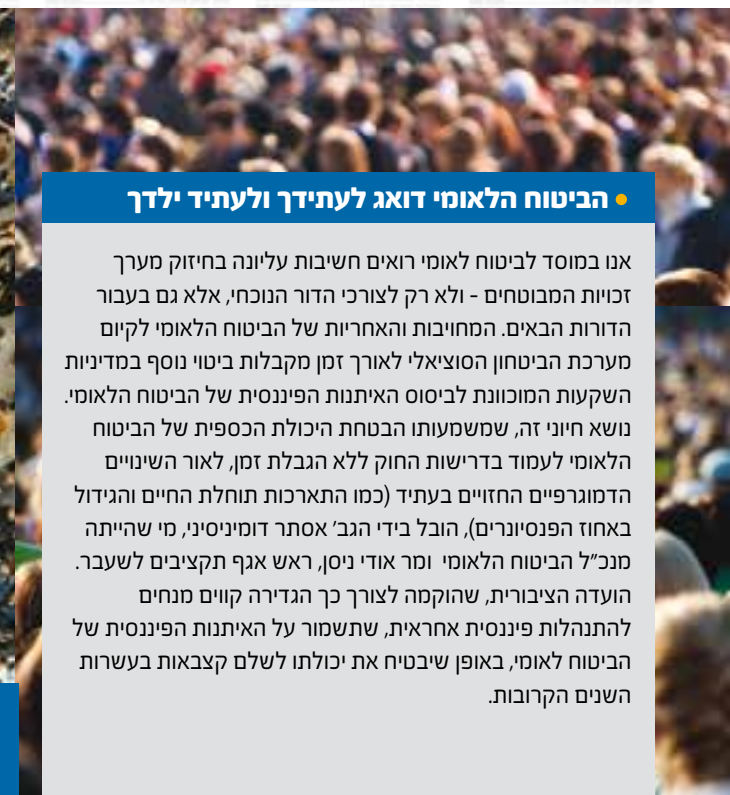 • הביטוח הלאומי דואג לעתידך ולעתיד ילדך
אנו במוסד לביטוח לאומי רואים חשיבות עליונה בחיזוק מערך
זכויות המבוטחים - ולא רק לצורכי הדור הנוכחי, אלא גם בעבור
הדורות הבאים. המחויבות והאחריות של הביטוח הלאומי לקיום
מערכת הביטחון הסוציאלי לאורך זמן מקבלות ביטוי נוסף במדיניות
השקעות המוכוונת לביסוס האיתנות הפיננסית של הביטוח הלאומי.
נושא חיוני זה, שמשמעותו הבטחת היכולת הכספית של הביטוח
הלאומי לעמוד בדרישות החוק ללא הגבלת זמן, לאור השינויים
הדמוגרפיים החזויים בעתיד (כמו התארכות תוחלת החיים והגידול
באחוז הפנסיונרים), הובל בידי הגב' אסתר דומיניסיני, מי שהייתה
מנכ"ל הביטוח הלאומי ומר אודי ניסן, ראש אגף תקציבים לשעבר.
הועדה הציבורית, שהוקמה לצורך כך הגדירה קווים מנחים
להתנהלות פיננסית אחראית, שתשמור על האיתנות הפיננסית של
הביטוח לאומי, באופן שיבטיח את יכולתו לשלם קצבאות בעשרות
השנים הקרובות.